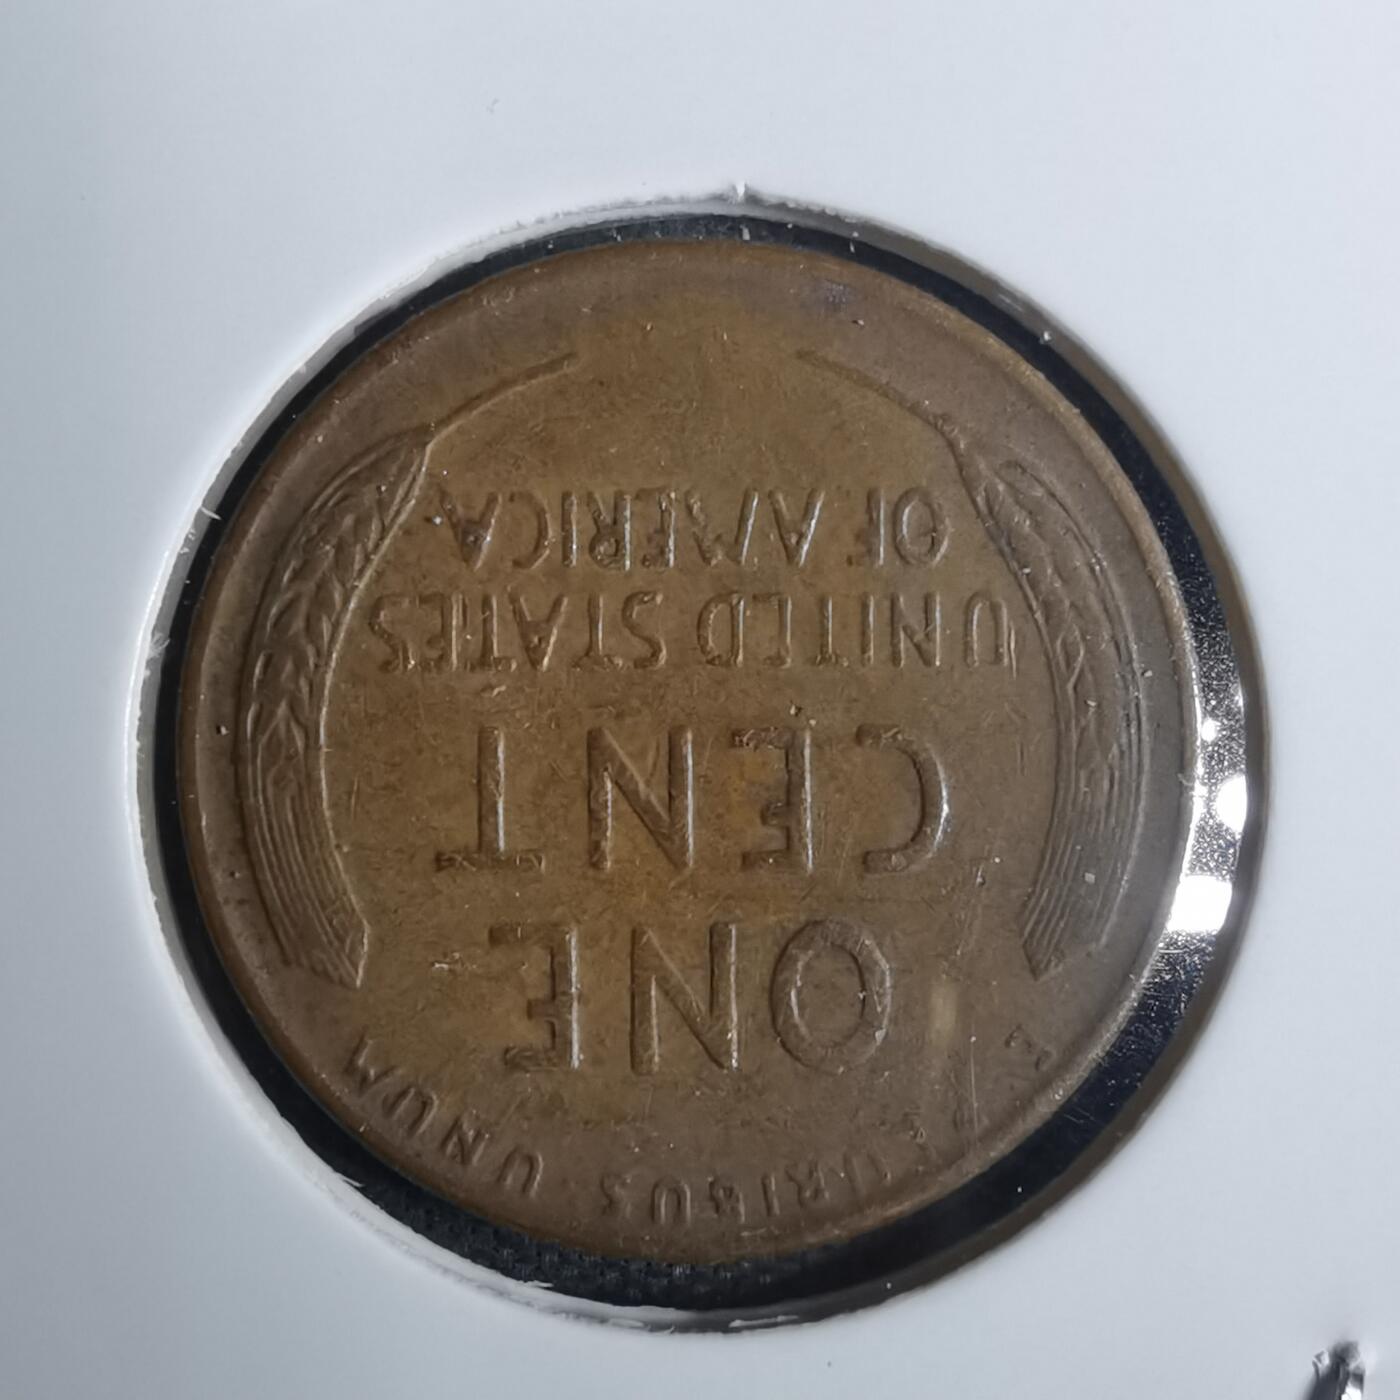 E PLURIBUS UNUM
ONE
CENT
UNITED STATES
OF AMERICA